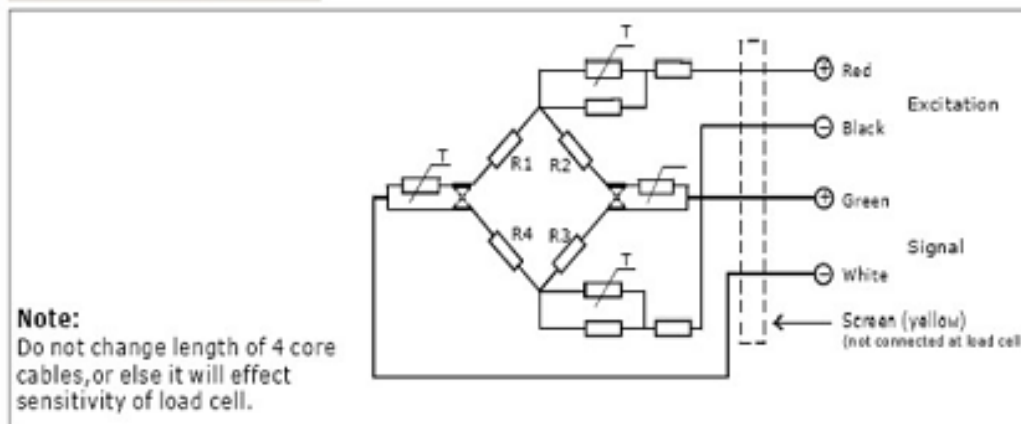 T
+ Red
Excitation
− Black
T
R1 R2
+ Green
R4 R3
Signal
T
− White
Note:
Do not change length of 4 core
cables,or else it will effect
sensitivity of load cell.
Screen (yellow)
(not connected at load cell